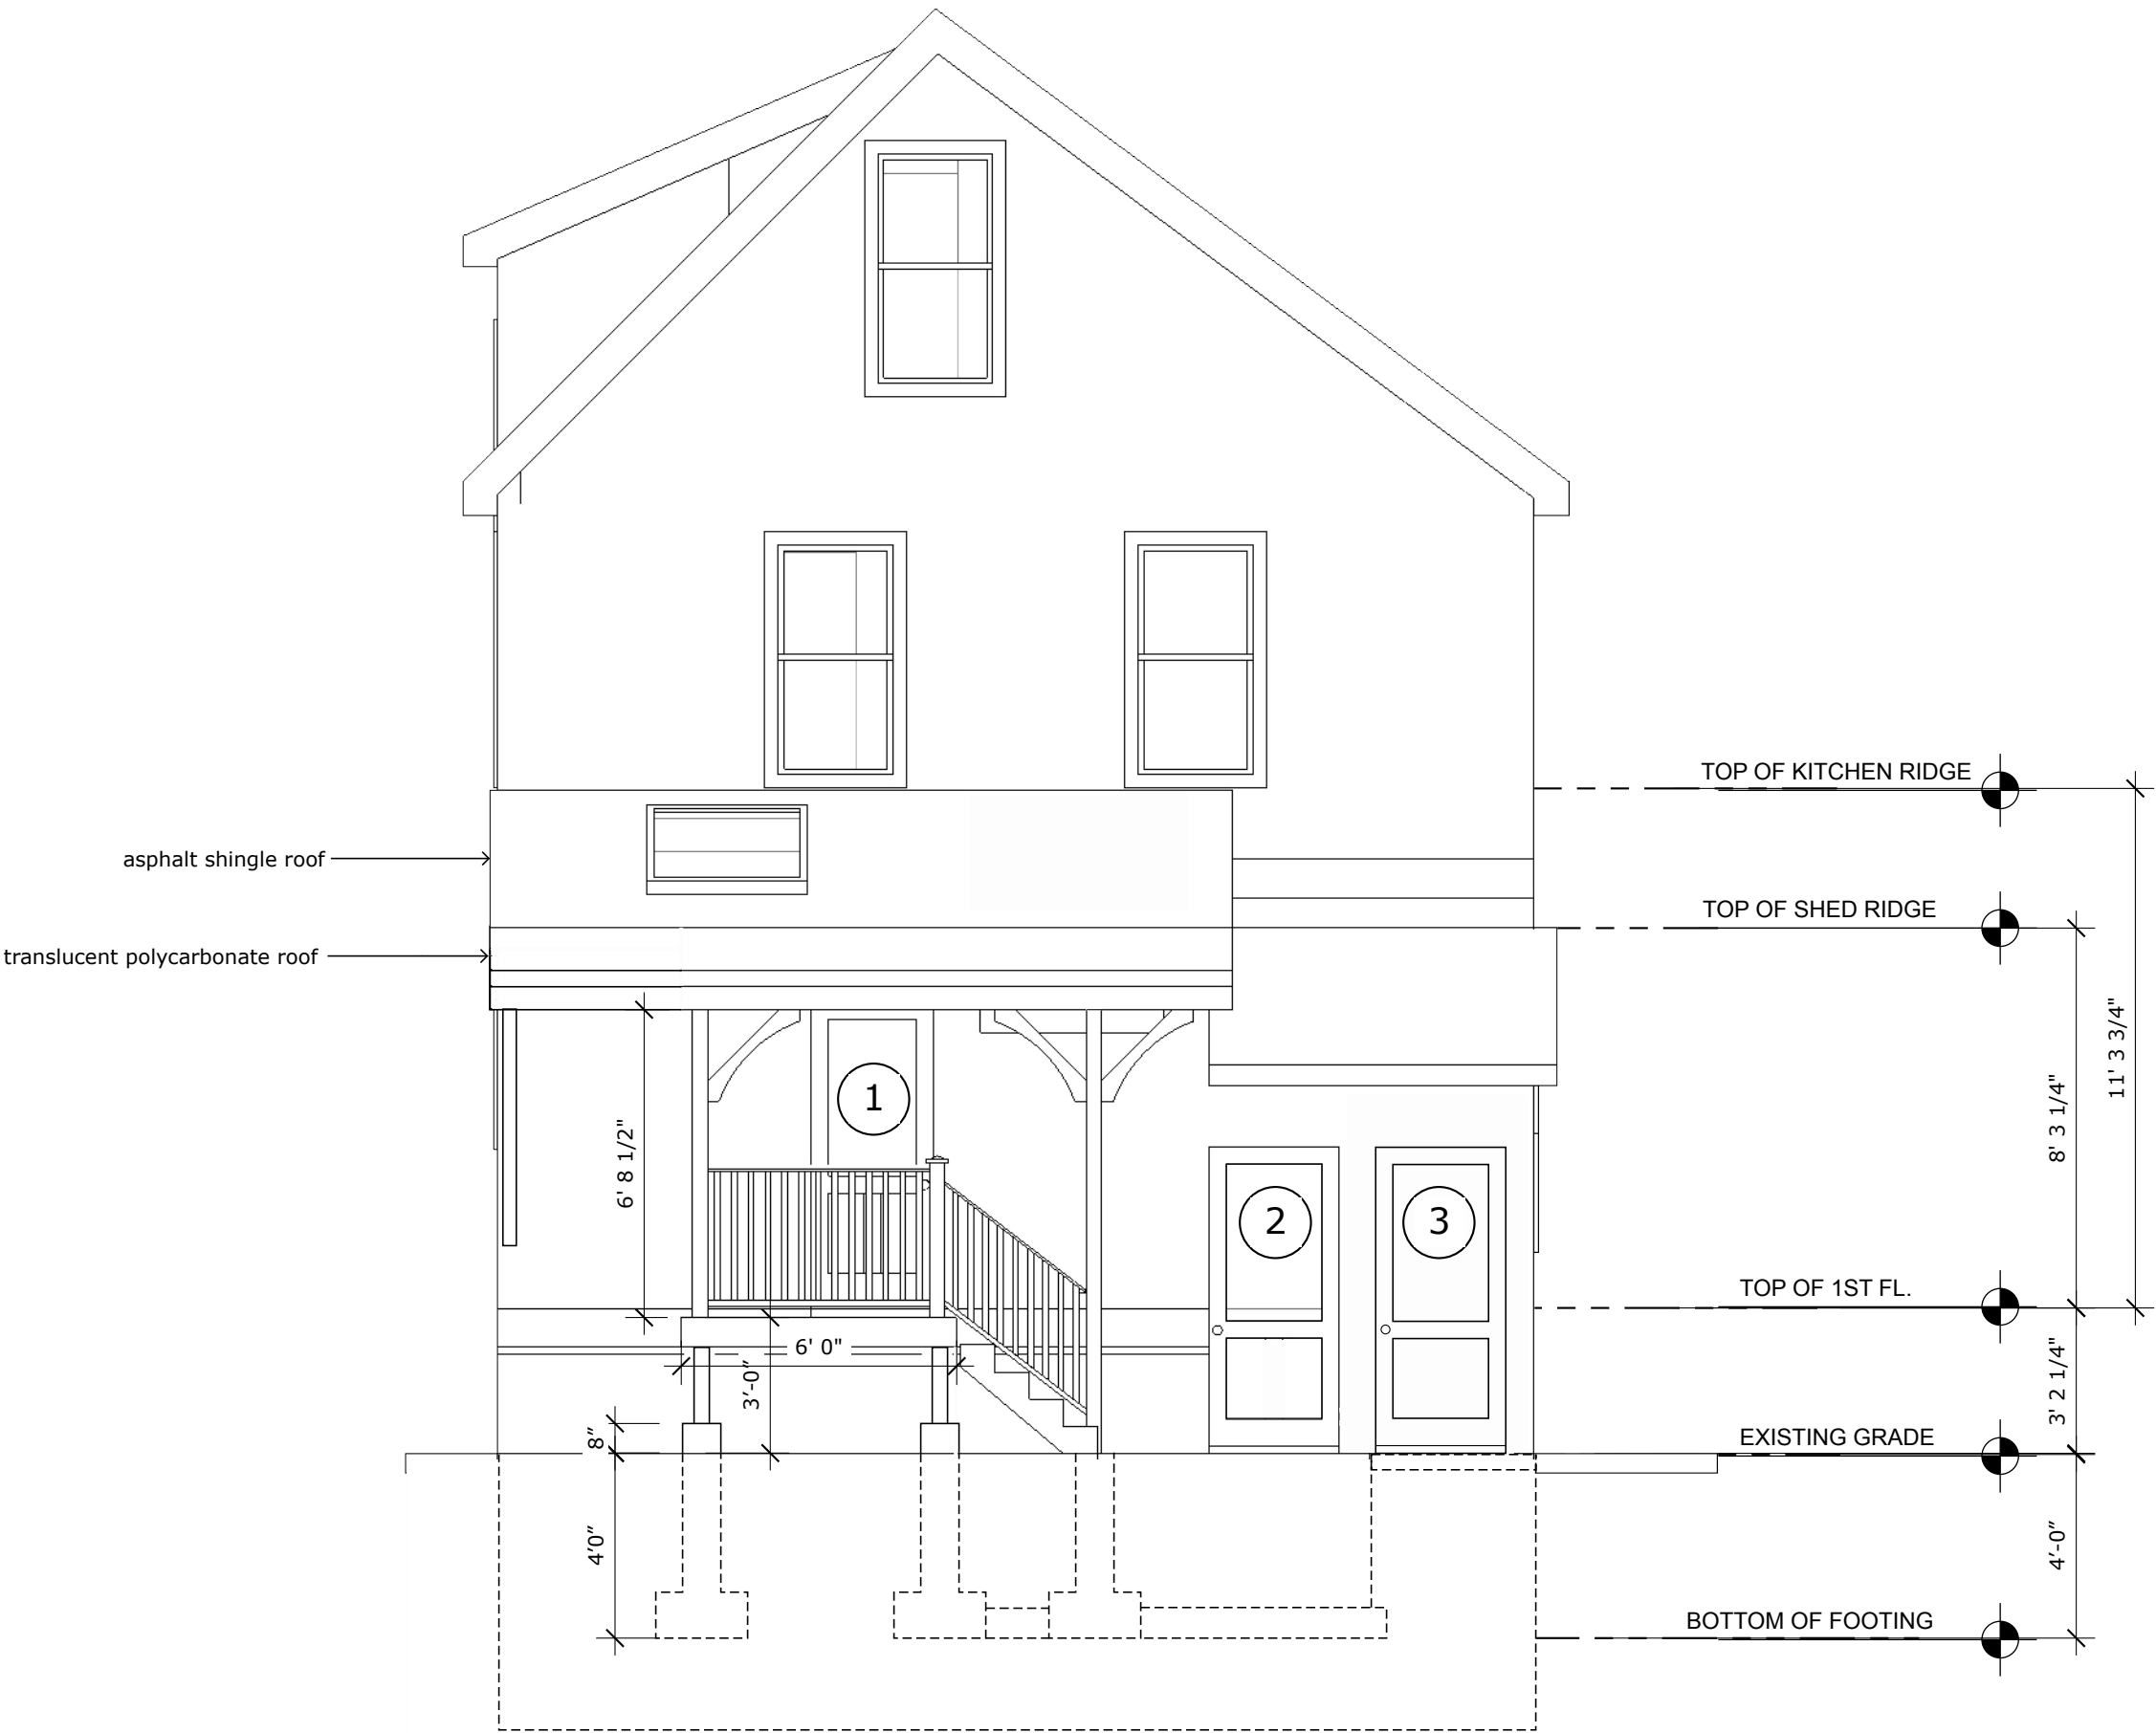 TOP OF KITCHEN RIDGE
asphalt shingle roof
TOP OF SHED RIDGE
translucent polycarbonate roof
11' 3 3/4"
1
8' 3 1/4"
6' 8 1/2"
2
3
TOP OF 1ST FL.
6' 0"
3'-0"
3' 2 1/4"
8"
EXISTING GRADE
4'0"
4'-0"
BOTTOM OF FOOTING